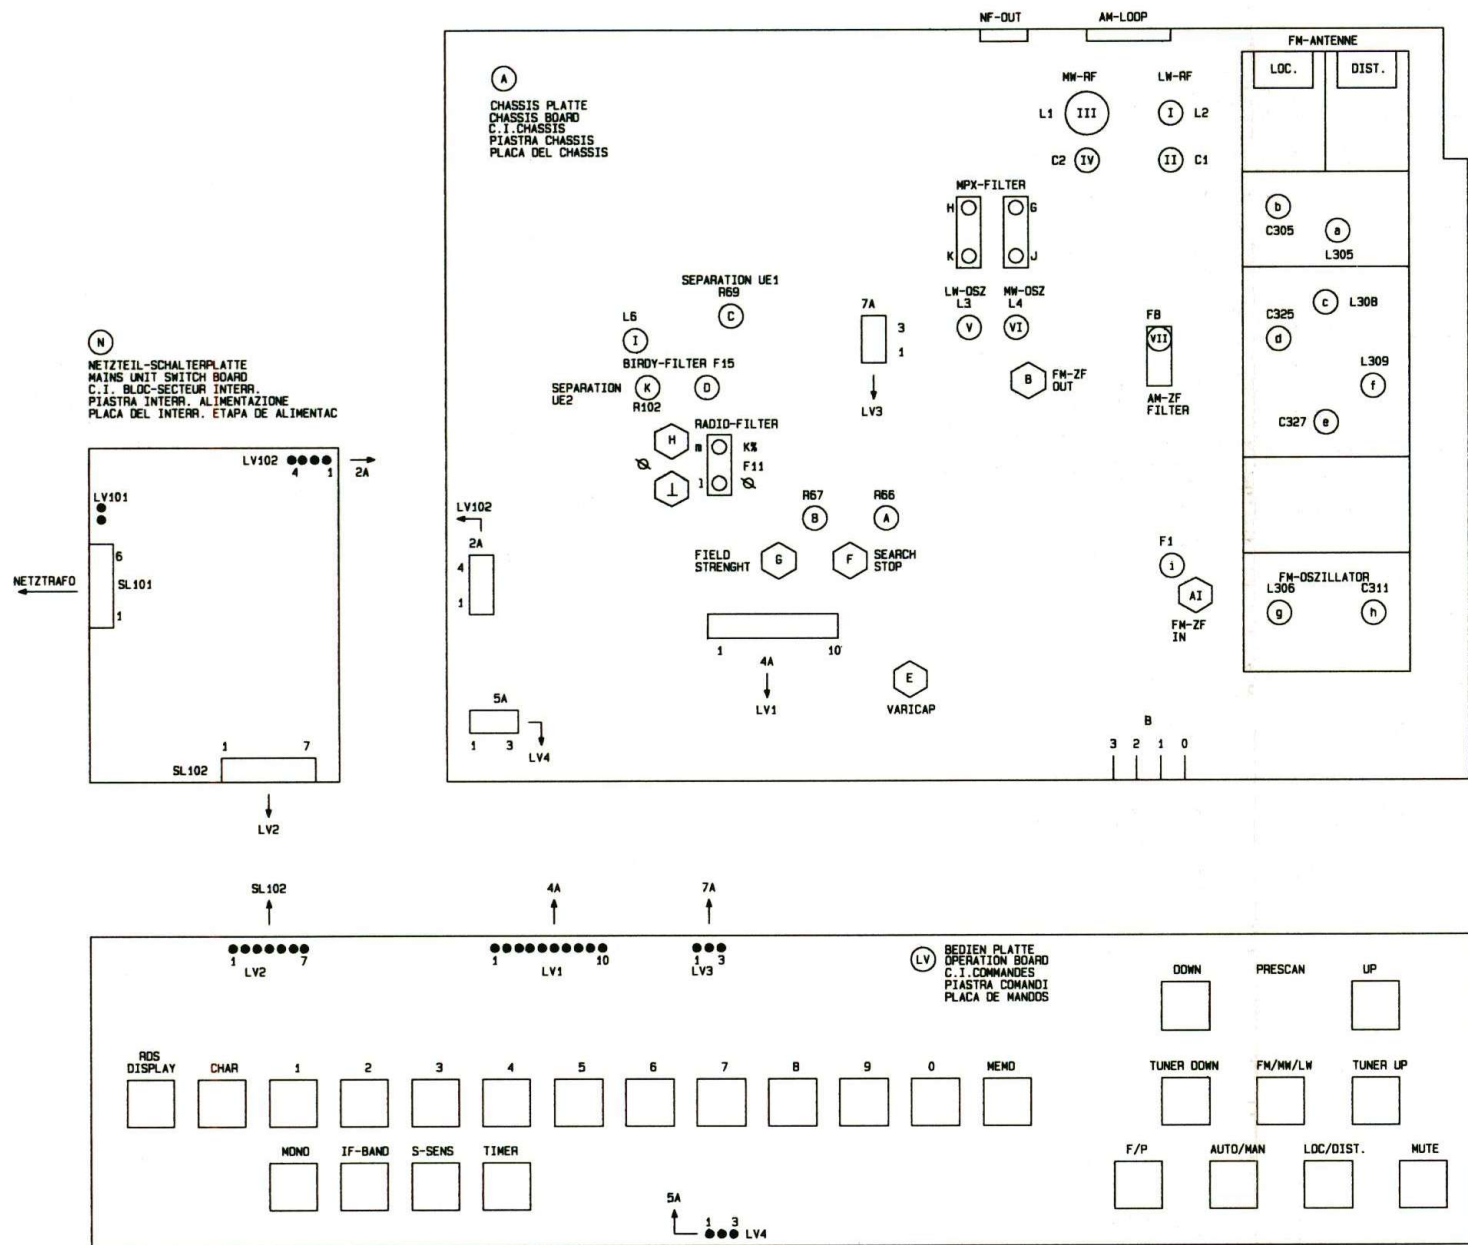 NF-OUT
AM-LOOP
FM-ANTENNE
LOC.
DIST.
A
CHASSIS PLATTE
CHASSIS BOARD
C.I.CHASSIS
PIASTRA CHASSIS
PLACA DEL CHASSIS
MW-RF
LW-RF
L1
III
I
L2
C2
IV
II
C1
MPX-FILTER
H
G
K
J
b
C305
a
L305
SEPARATION UE1
R69
C
LW-OSZ
L3
V
MW-OSZ
L4
VI
7A
3
1
LV3
c
L308
C325
d
L309
f
C327
e
F8
VII
AM-ZF
FILTER
B
FM-ZF
OUT
L6
I
BIRDY-FILTER F15
SEPARATION
UE2
K
R102
D
RADIO-FILTER
H
m
K%
F11
⊥
l
R67
B
R66
A
FIELD
STRENGHT
G
F
SEARCH
STOP
F1
i
AI
FM-ZF
IN
FM-OSZILLATOR
L306
g
C311
h
LV102
2A
4
1
1
10
4A
LV1
E
VARICAP
5A
1
3
LV4
B
3 2 1 0
N
NETZTEIL-SCHALTERPLATTE
MAINS UNIT SWITCH BOARD
C.I. BLOC-SECTEUR INTERR.
PIASTRA INTERR. ALIMENTAZIONE
PLACA DEL INTERR. ETAPA DE ALIMENTAC
LV102
4
1
2A
LV101
6
SL101
1
NETZTRAFO
1
7
SL102
LV2
SL102
4A
7A
1
7
LV2
1
10
LV1
1
3
LV3
LV
BEDIEN PLATTE
OPERATION BOARD
C.I.COMMANDES
PIASTRA COMANDI
PLACA DE MANDOS
DOWN
PRESCAN
UP
RDS
DISPLAY
CHAR
1
2
3
4
5
6
7
8
9
0
MEMO
TUNER DOWN
FM/MW/LW
TUNER UP
MONO
IF-BAND
S-SENS
TIMER
F/P
AUTO/MAN
LOC/DIST.
MUTE
5A
1
3
LV4